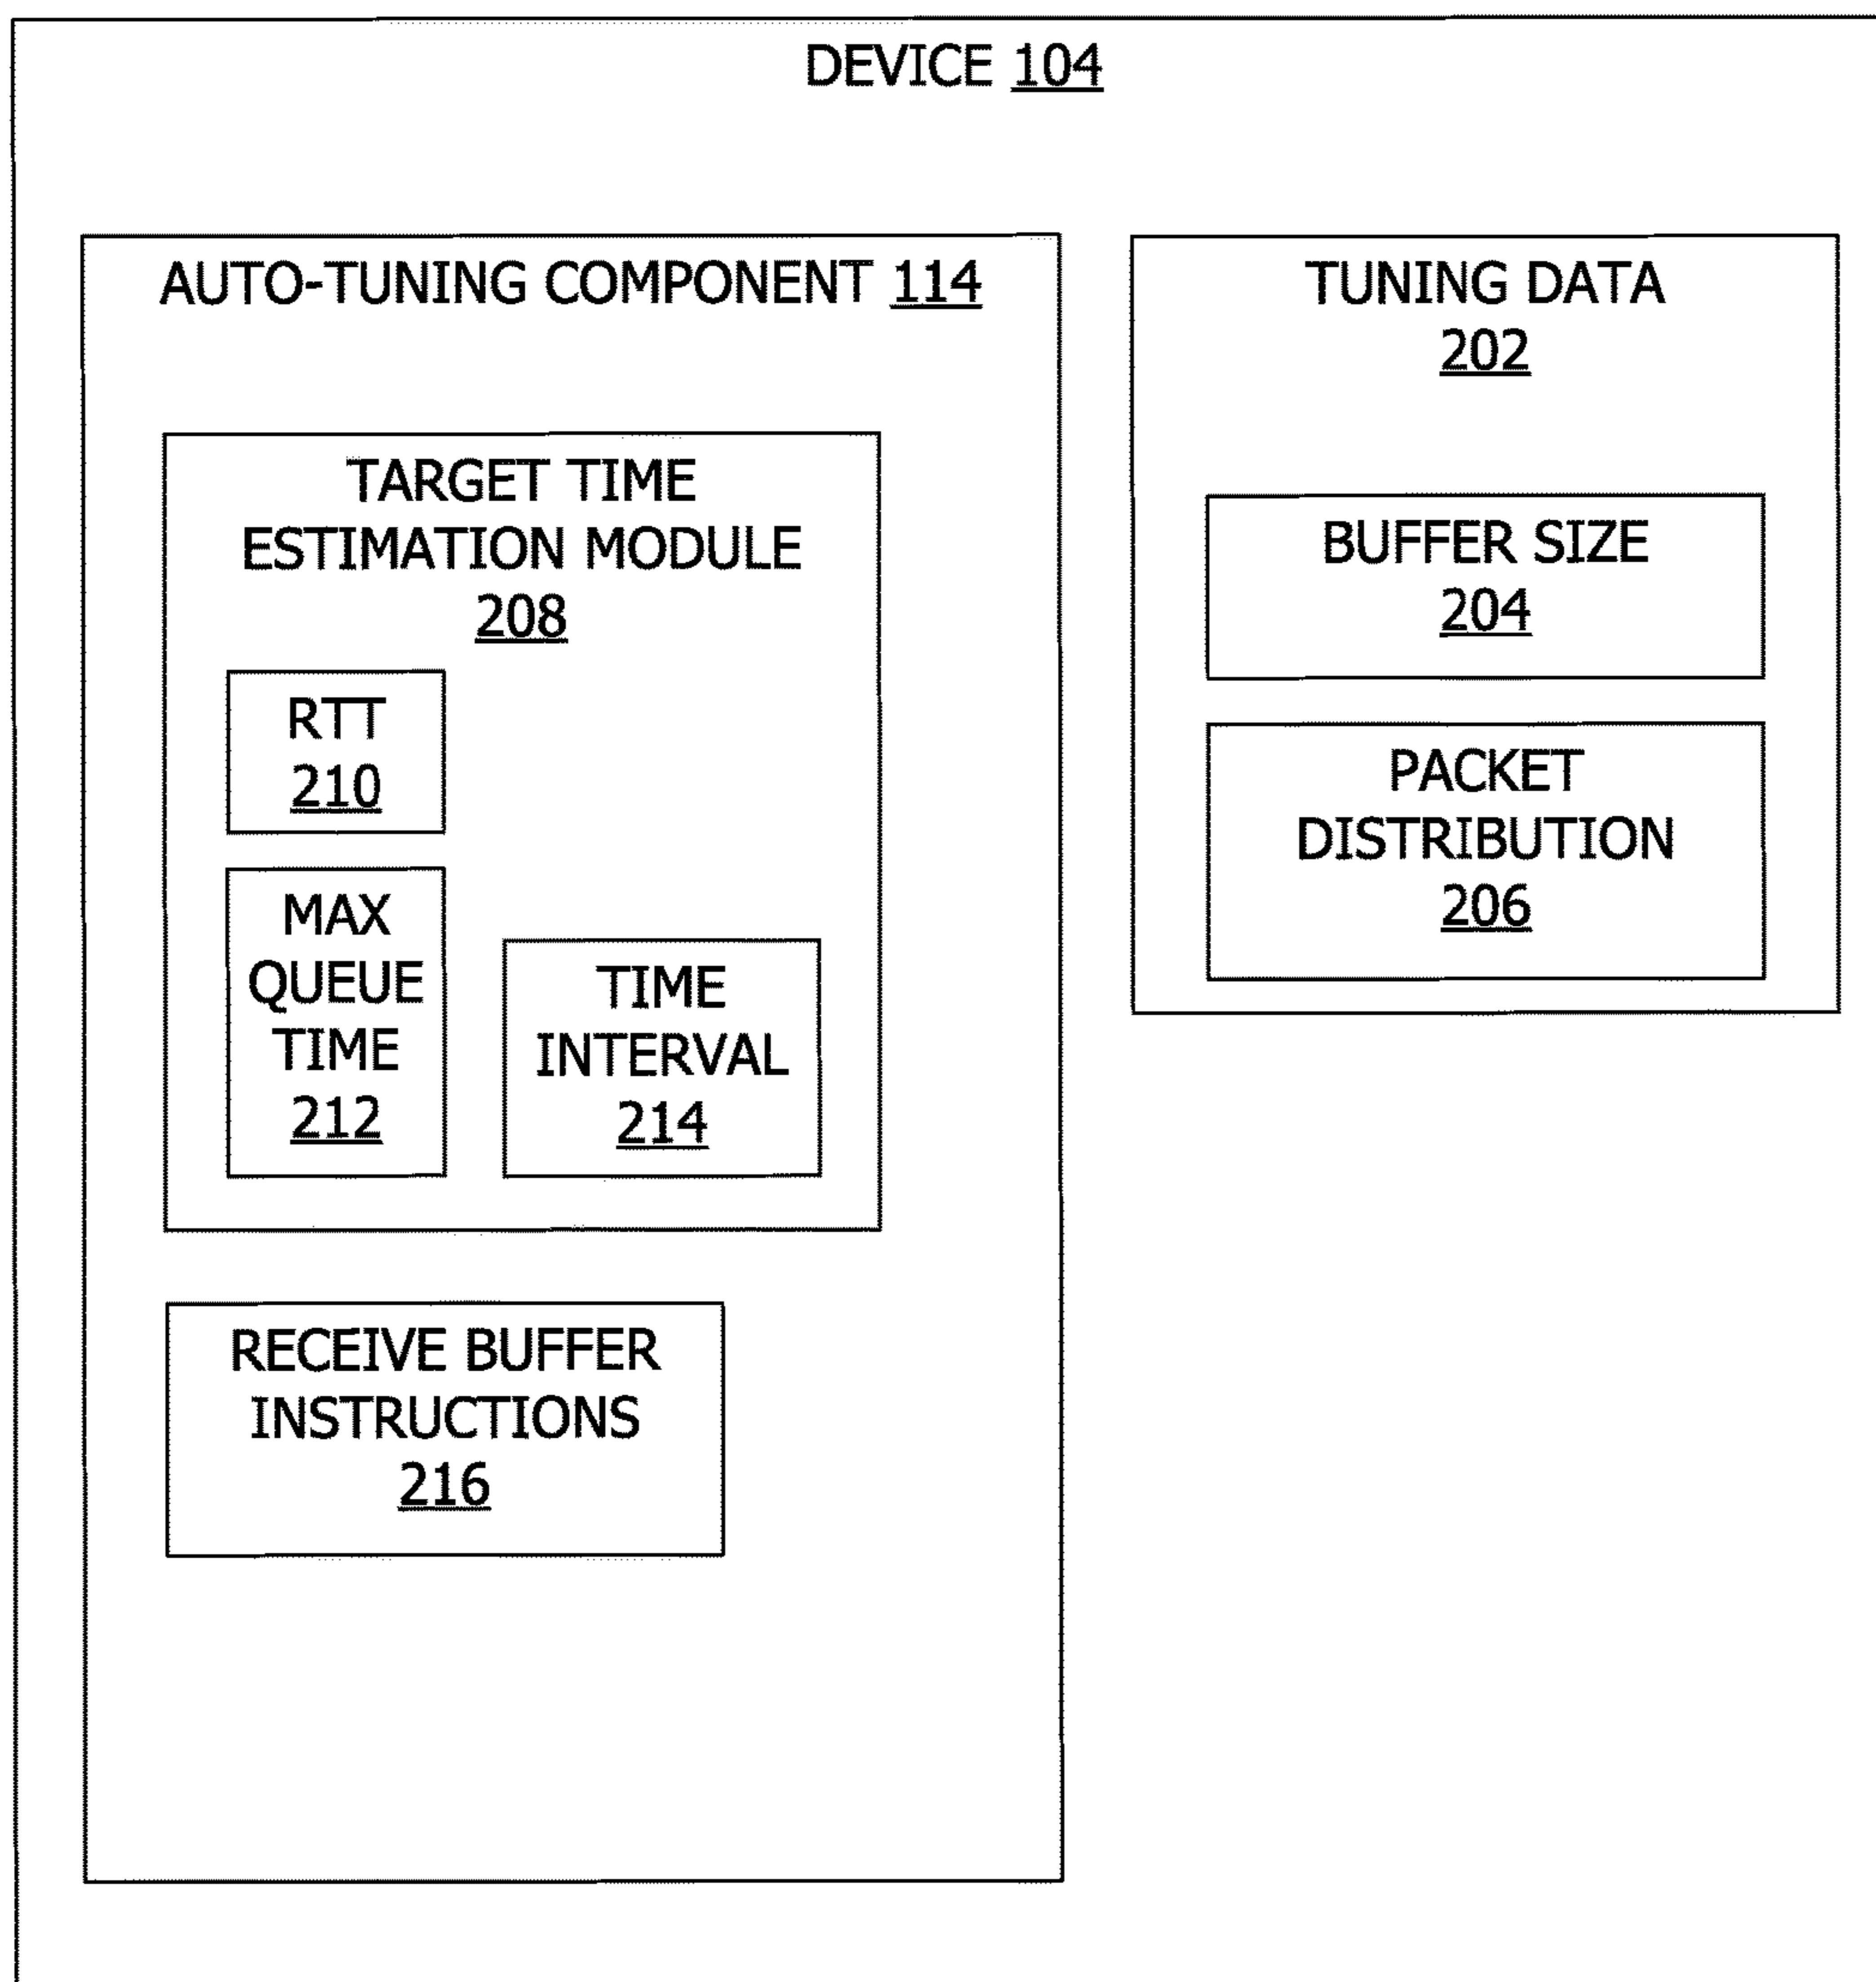 DEVICE 104
AUTO-TUNING COMPONENT 114
TARGET TIME
ESTIMATION MODULE
208
RTT
210
MAX
QUEUE
TIME
212
TIME
INTERVAL
214
RECEIVE BUFFER
INSTRUCTIONS
216
TUNING DATA
202
BUFFER SIZE
204
PACKET
DISTRIBUTION
206